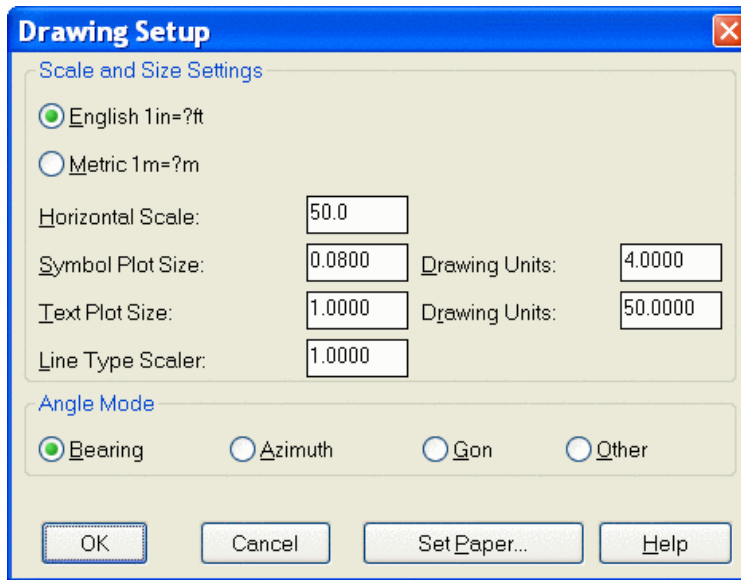 Drawing Setup
Scale and Size Settings
English 1in=?ft
Metric 1m=?m
Horizontal Scale: 50.0
Symbol Plot Size: 0.0800 Drawing Units: 4.0000
Text Plot Size: 1.0000 Drawing Units: 50.0000
Line Type Scaler: 1.0000
Angle Mode
Bearing Azimuth Gon Other
OK Cancel Set Paper... Help